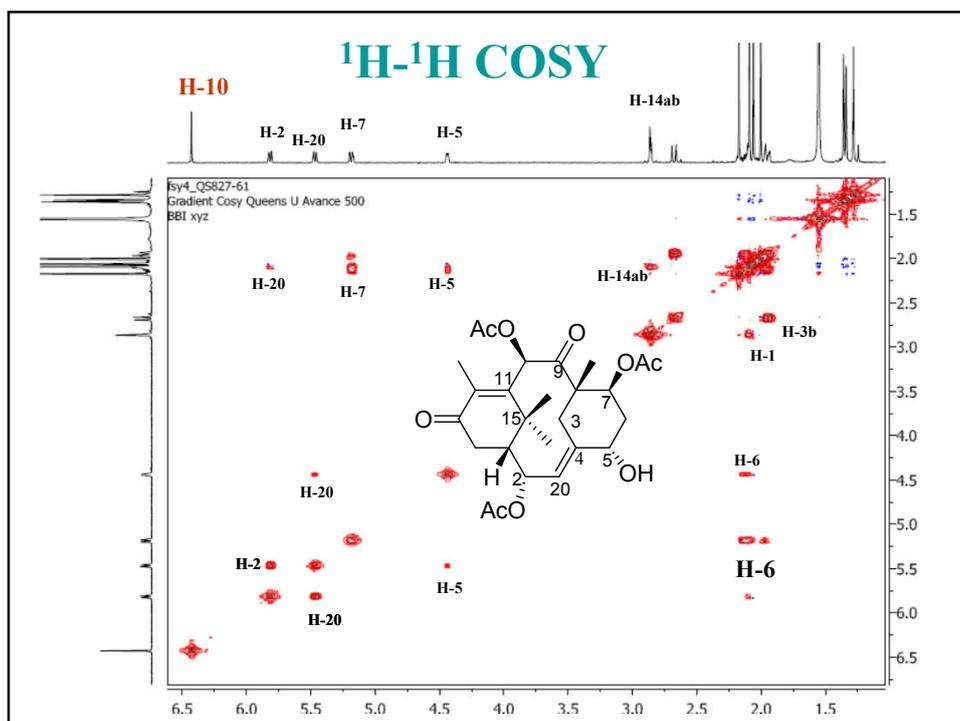 ¹H-¹H COSY
H-10
H-2
H-20
H-7
H-5
H-14ab
fsy4_QS827-61
Gradient Cosy Queens U Avance 500
BBI xyz
H-20
H-7
H-5
H-14ab
H-3b
H-1
AcO
O
9
OAc
11
7
15
3
O
4
5
H
2
20
OH
AcO
H-6
H-20
H-2
H-5
H-6
H-20
1.5
2.0
2.5
3.0
3.5
4.0
4.5
5.0
5.5
6.0
6.5
6.5 6.0 5.5 5.0 4.5 4.0 3.5 3.0 2.5 2.0 1.5